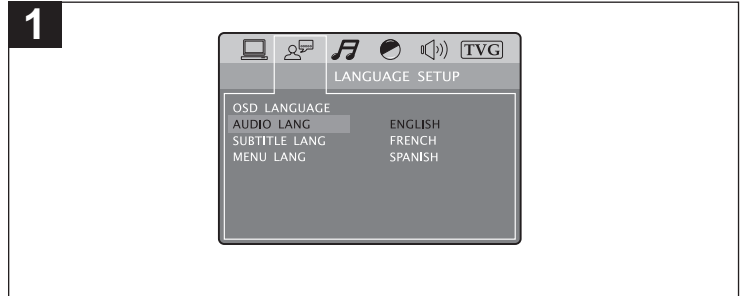 1
TVG
LANGUAGE SETUP
OSD LANGUAGE
AUDIO LANG ENGLISH
SUBTITLE LANG FRENCH
MENU LANG SPANISH